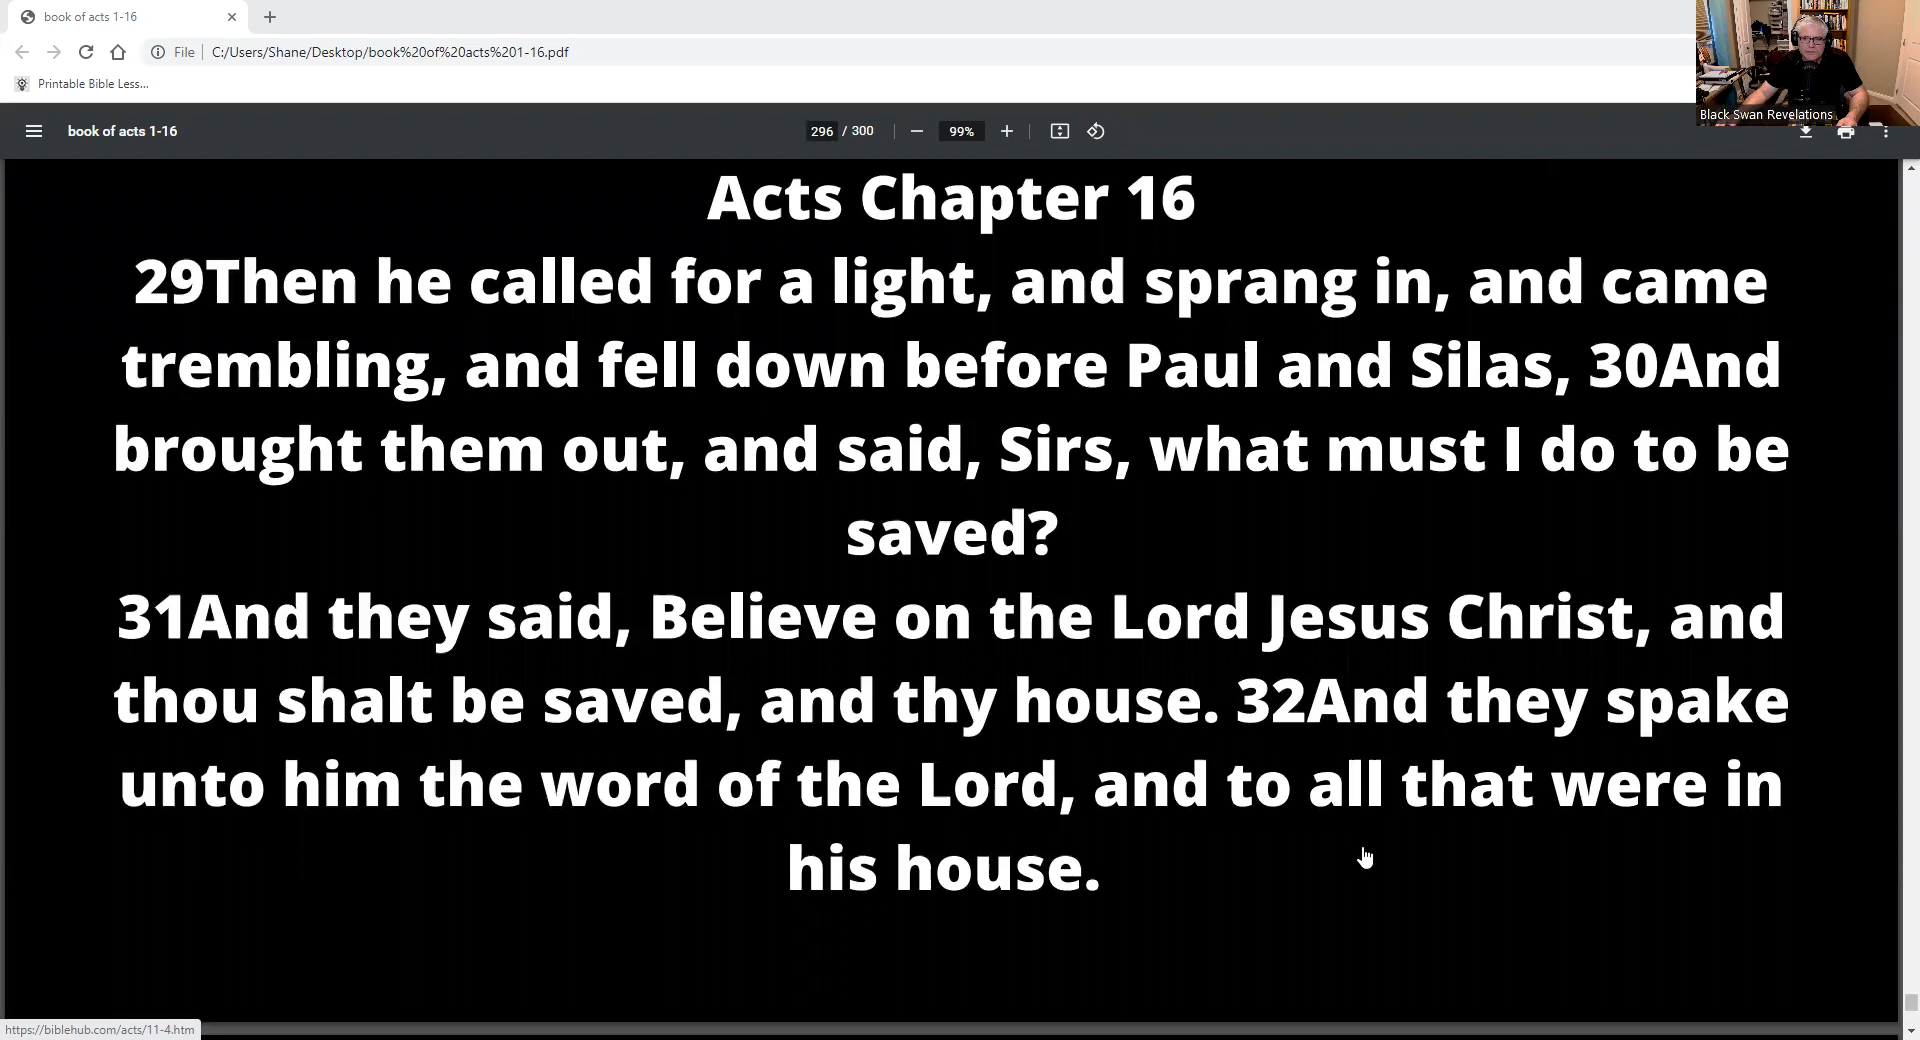 book of acts 1-16
File
C:/Users/Shane/Desktop/book%20of%20acts%201-16.pdf
Printable Bible Less...
book of acts 1-16
296 / 300
99%
Black Swan Revelations
Acts Chapter 16
29Then he called for a light, and sprang in, and came
trembling, and fell down before Paul and Silas, 30And
brought them out, and said, Sirs, what must I do to be
saved?
31And they said, Believe on the Lord Jesus Christ, and
thou shalt be saved, and thy house. 32And they spake
unto him the word of the Lord, and to all that were in
his house.
https://biblehub.com/acts/11-4.htm